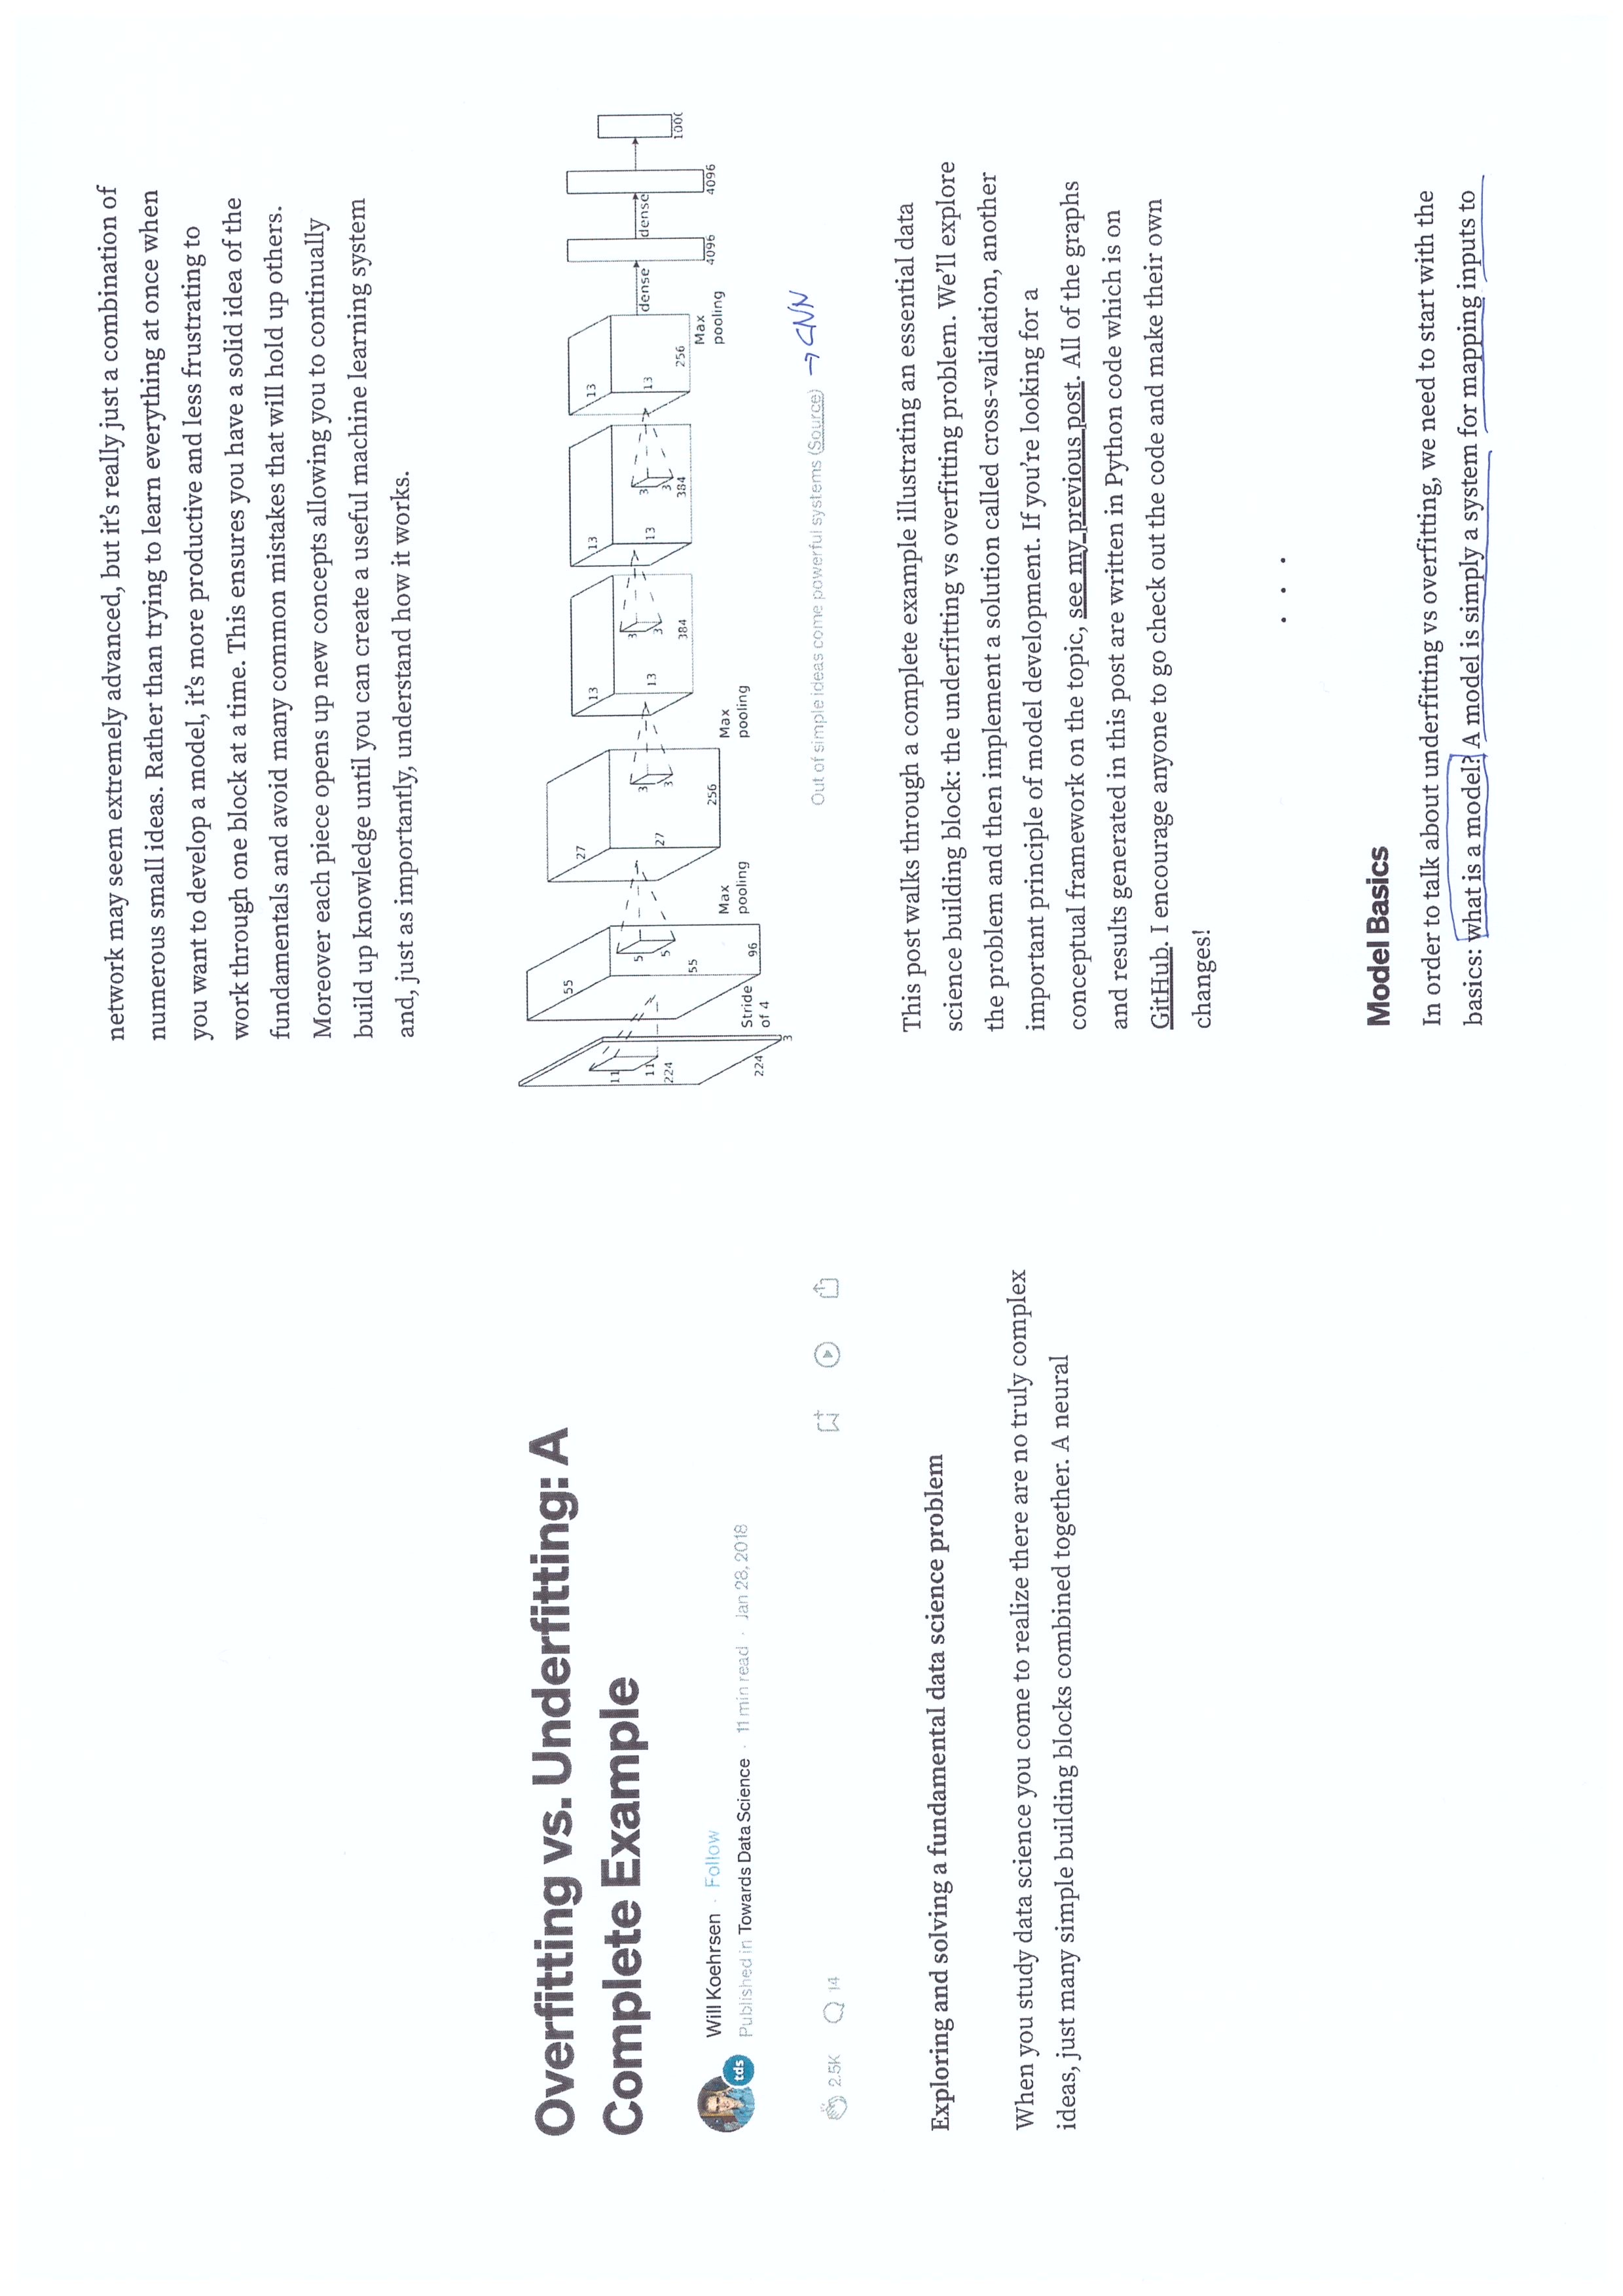 Overfitting vs. Underfitting: A
Complete Example
Will Koehrsen · Follow
tds
Published in Towards Data Science · 11 min read · Jan 28, 2018
2.5K 14
Exploring and solving a fundamental data science problem
When you study data science you come to realize there are no truly complex
ideas, just many simple building blocks combined together. A neural
network may seem extremely advanced, but it's really just a combination of
numerous small ideas. Rather than trying to learn everything at once when
you want to develop a model, it's more productive and less frustrating to
work through one block at a time. This ensures you have a solid idea of the
fundamentals and avoid many common mistakes that will hold up others.
Moreover each piece opens up new concepts allowing you to continually
build up knowledge until you can create a useful machine learning system
and, just as importantly, understand how it works.
55
27
13 13 13
11
5 3 3 3
11 5 27 3 13 3 13 3 13 dense dense
224
384 384 256
55 256 1000
Max
pooling
4096 4096
Max
pooling
Max
pooling
Stride
of 4
96
224
3
Out of simple ideas come powerful systems (Source) → CNN
This post walks through a complete example illustrating an essential data
science building block: the underfitting vs overfitting problem. We'll explore
the problem and then implement a solution called cross-validation, another
important principle of model development. If you're looking for a
conceptual framework on the topic, see my previous post. All of the graphs
and results generated in this post are written in Python code which is on
GitHub. I encourage anyone to go check out the code and make their own
changes!
. . .
Model Basics
In order to talk about underfitting vs overfitting, we need to start with the
basics: what is a model? A model is simply a system for mapping inputs to